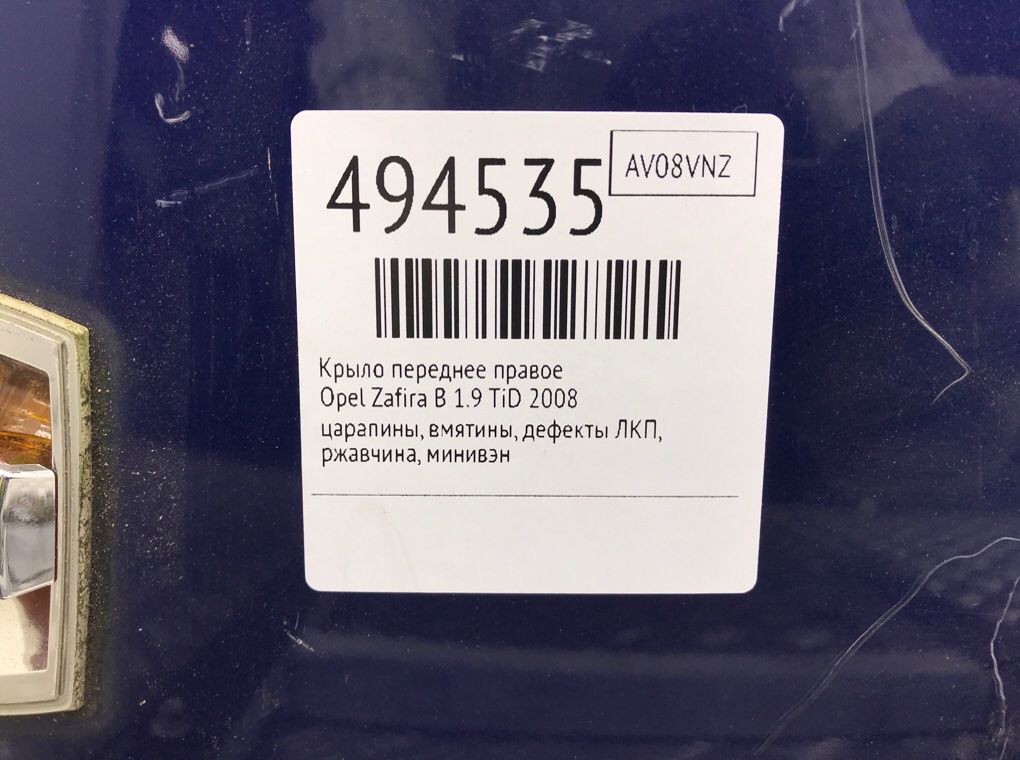 494535
AV08VNZ
Крыло переднее правое
Opel Zafira B 1.9 TiD 2008
царапины, вмятины, дефекты ЛКП,
ржавчина, минивэн